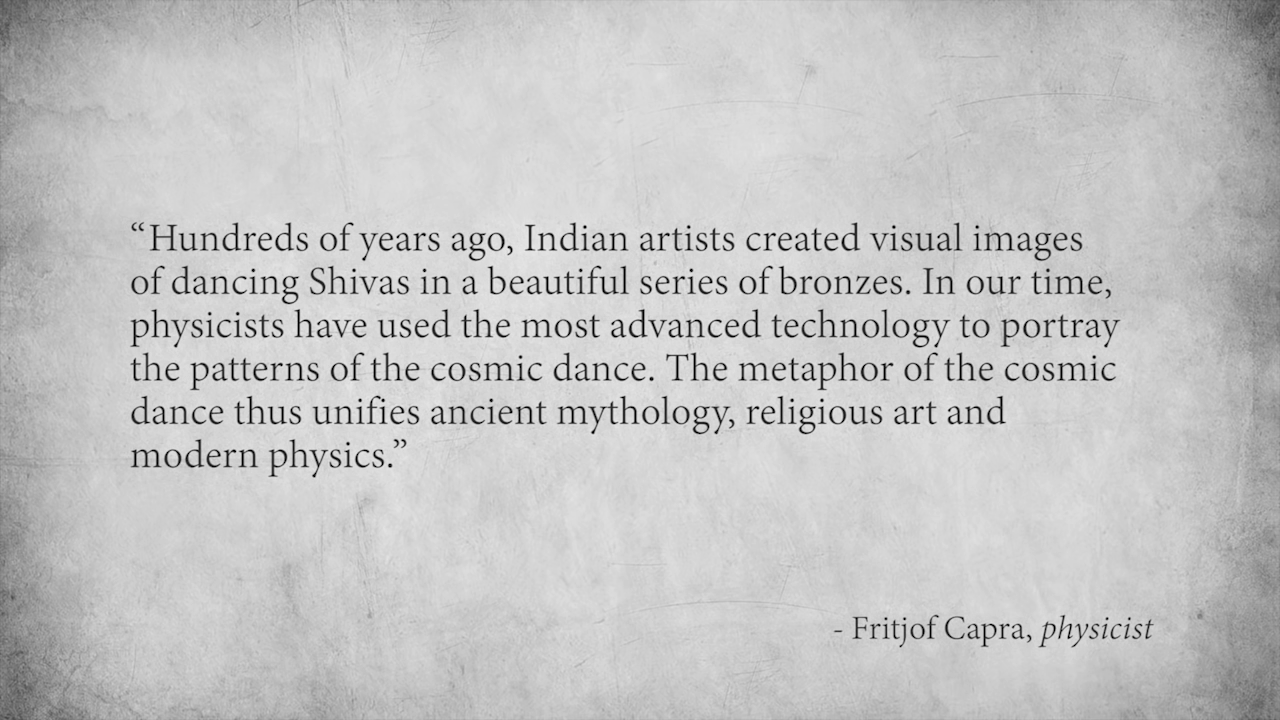 “Hundreds of years ago, Indian artists created visual images
of dancing Shivas in a beautiful series of bronzes. In our time,
physicists have used the most advanced technology to portray
the patterns of the cosmic dance. The metaphor of the cosmic
dance thus unifies ancient mythology, religious art and
modern physics.”
- Fritjof Capra, physicist